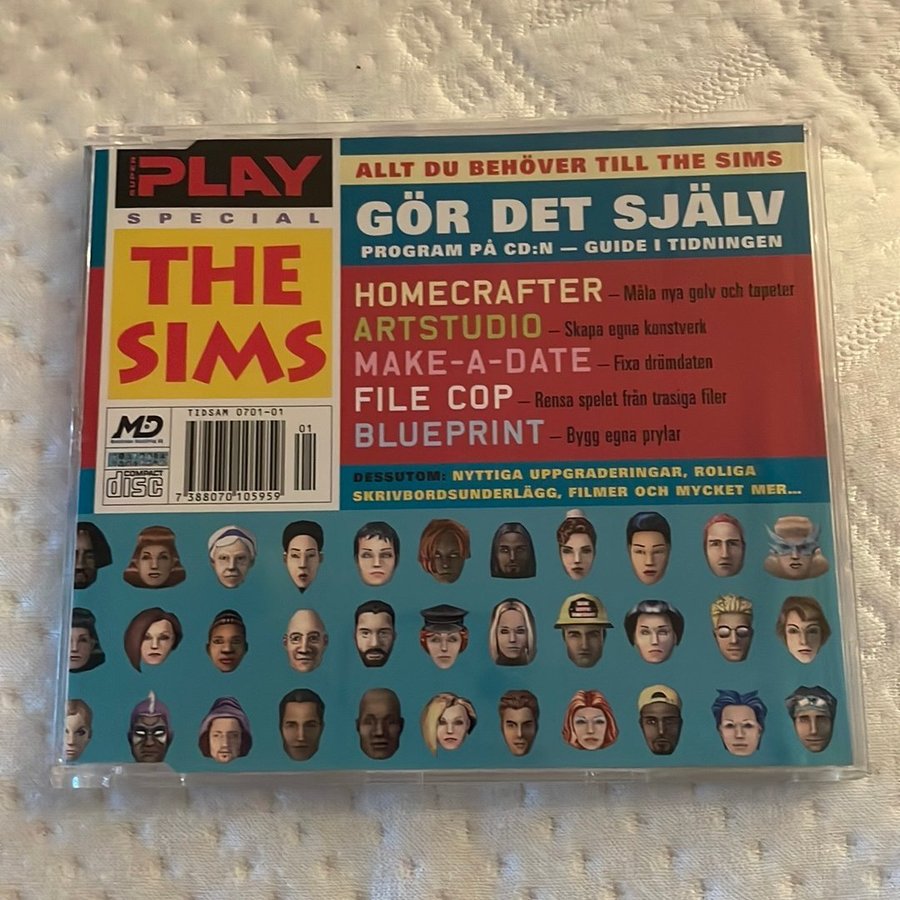 SUPER PLAY
SPECIAL
THE
SIMS
MD
TIDSAM 0701-01
01
COMPACT
disc
7 388070 105959
ALLT DU BEHÖVER TILL THE SIMS
GÖR DET SJÄLV
PROGRAM PÅ CD:N – GUIDE I TIDNINGEN
HOMECRAFTER – Måla nya golv och tapeter
ARTSTUDIO – Skapa egna konstverk
MAKE-A-DATE – Fixa drömdaten
FILE COP – Rensa spelet från trasiga filer
BLUEPRINT – Bygg egna prylar
DESSUTOM: NYTTIGA UPPGRADERINGAR, ROLIGA
SKRIVBORDSUNDERLÄGG, FILMER OCH MYCKET MER...